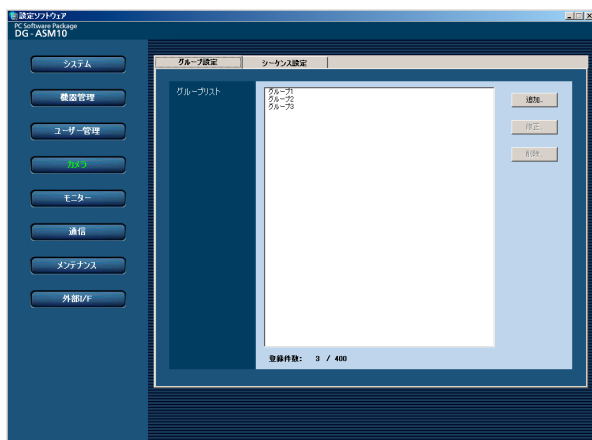 設定ソフトウェア
PC Software Package
DG-ASM10
システム
機器管理
ユーザー管理
カメラ
モニター
通信
メンテナンス
外部I/F
グループ設定
シーケンス設定
グループリスト
グループ1
グループ2
グループ3
追加..
修正..
削除..
登録件数: 3 / 400